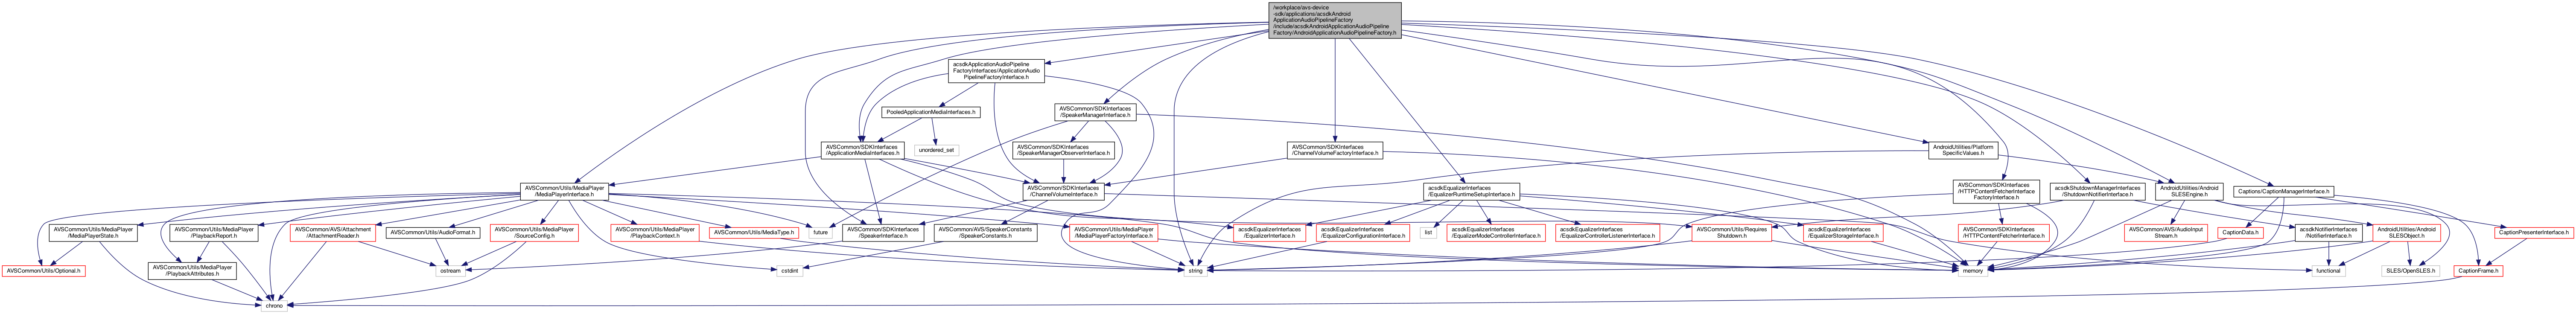 /workplace/avs-device
-sdk/applications/acsdkAndroid
ApplicationAudioPipelineFactory
/include/acsdkAndroidApplicationAudioPipeline
Factory/AndroidApplicationAudioPipelineFactory.h
acsdkApplicationAudioPipeline
FactoryInterfaces/ApplicationAudio
PipelineFactoryInterface.h
PooledApplicationMediaInterfaces.h
AVSCommon/SDKInterfaces
/SpeakerManagerInterface.h
AVSCommon/SDKInterfaces
/ApplicationMediaInterfaces.h
unordered_set
AVSCommon/SDKInterfaces
/SpeakerManagerObserverInterface.h
AVSCommon/SDKInterfaces
/ChannelVolumeFactoryInterface.h
AndroidUtilities/Platform
SpecificValues.h
AVSCommon/Utils/MediaPlayer
/MediaPlayerInterface.h
AVSCommon/SDKInterfaces
/ChannelVolumeInterface.h
acsdkEqualizerInterfaces
/EqualizerRuntimeSetupInterface.h
AVSCommon/SDKInterfaces
/HTTPContentFetcherInterface
FactoryInterface.h
acsdkShutdownManagerInterfaces
/ShutdownNotifierInterface.h
AndroidUtilities/Android
SLESEngine.h
Captions/CaptionManagerInterface.h
AVSCommon/Utils/MediaPlayer
/MediaPlayerState.h
AVSCommon/Utils/MediaPlayer
/PlaybackReport.h
AVSCommon/AVS/Attachment
/AttachmentReader.h
AVSCommon/Utils/AudioFormat.h
AVSCommon/Utils/MediaPlayer
/SourceConfig.h
AVSCommon/Utils/MediaPlayer
/PlaybackContext.h
AVSCommon/Utils/MediaType.h
future
AVSCommon/SDKInterfaces
/SpeakerInterface.h
AVSCommon/AVS/SpeakerConstants
/SpeakerConstants.h
AVSCommon/Utils/MediaPlayer
/MediaPlayerFactoryInterface.h
acsdkEqualizerInterfaces
/EqualizerInterface.h
acsdkEqualizerInterfaces
/EqualizerConfigurationInterface.h
list
acsdkEqualizerInterfaces
/EqualizerModeControllerInterface.h
acsdkEqualizerInterfaces
/EqualizerControllerListenerInterface.h
AVSCommon/Utils/Requires
Shutdown.h
acsdkEqualizerInterfaces
/EqualizerStorageInterface.h
AVSCommon/SDKInterfaces
/HTTPContentFetcherInterface.h
AVSCommon/AVS/AudioInput
Stream.h
CaptionData.h
acsdkNotifierInterfaces
/NotifierInterface.h
AndroidUtilities/Android
SLESObject.h
CaptionPresenterInterface.h
AVSCommon/Utils/Optional.h
AVSCommon/Utils/MediaPlayer
/PlaybackAttributes.h
ostream
cstdint
string
memory
functional
SLES/OpenSLES.h
CaptionFrame.h
chrono